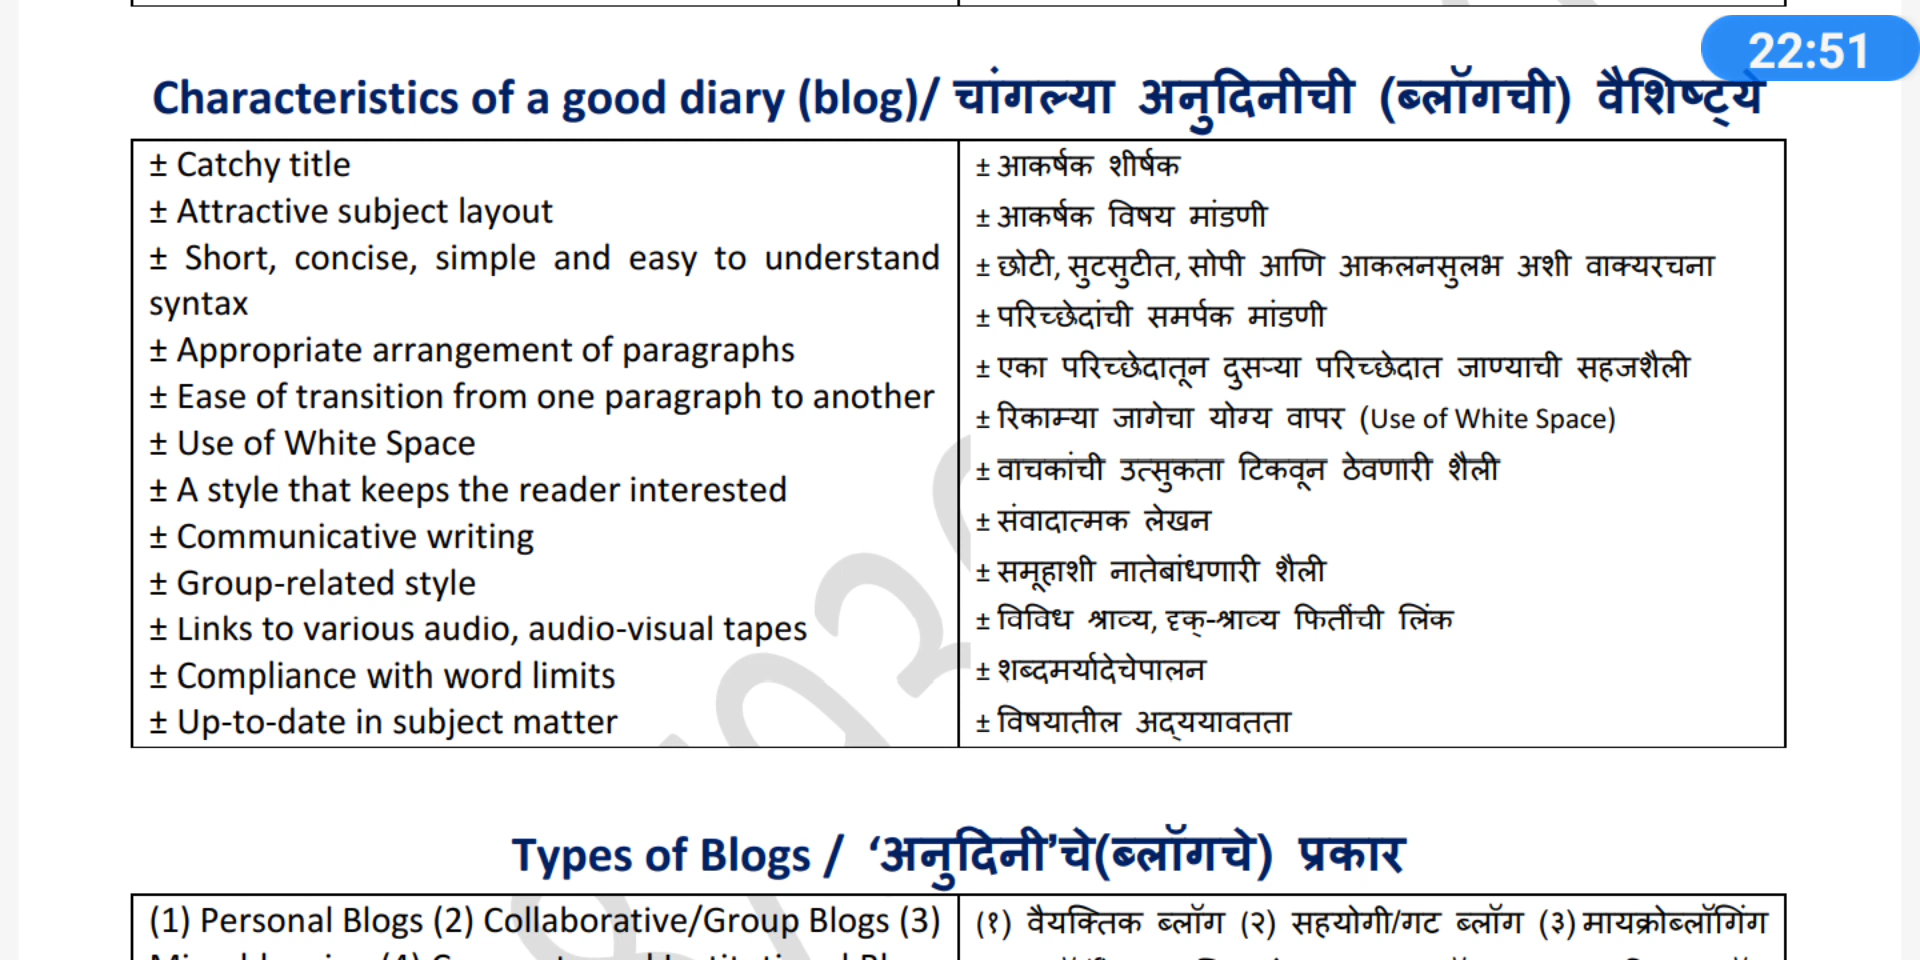 22:51
Characteristics of a good diary (blog)/ चांगल्या अनुदिनीची (ब्लॉगची) वैशिष्ट्ये
± Catchy title
± Attractive subject layout
± Short, concise, simple and easy to understand
syntax
± Appropriate arrangement of paragraphs
± Ease of transition from one paragraph to another
± Use of White Space
± A style that keeps the reader interested
± Communicative writing
± Group-related style
± Links to various audio, audio-visual tapes
± Compliance with word limits
± Up-to-date in subject matter
± आकर्षक शीर्षक
± आकर्षक विषय मांडणी
± छोटी, सुटसुटीत, सोपी आणि आकलनसुलभ अशी वाक्यरचना
± परिच्छेदांची समर्पक मांडणी
± एका परिच्छेदातून दुसऱ्या परिच्छेदात जाण्याची सहजशैली
± रिकाम्या जागेचा योग्य वापर (Use of White Space)
± वाचकांची उत्सुकता टिकवून ठेवणारी शैली
± संवादात्मक लेखन
± समूहाशी नातेबांधणारी शैली
± विविध श्राव्य, दृक्-श्राव्य फितींची लिंक
± शब्दमर्यादेचेपालन
± विषयातील अद्ययावतता
Types of Blogs / ‘अनुदिनी’चे(ब्लॉगचे) प्रकार
(1) Personal Blogs (2) Collaborative/Group Blogs (3)
(१) वैयक्तिक ब्लॉग (२) सहयोगी/गट ब्लॉग (३) मायक्रोब्लॉगिंग